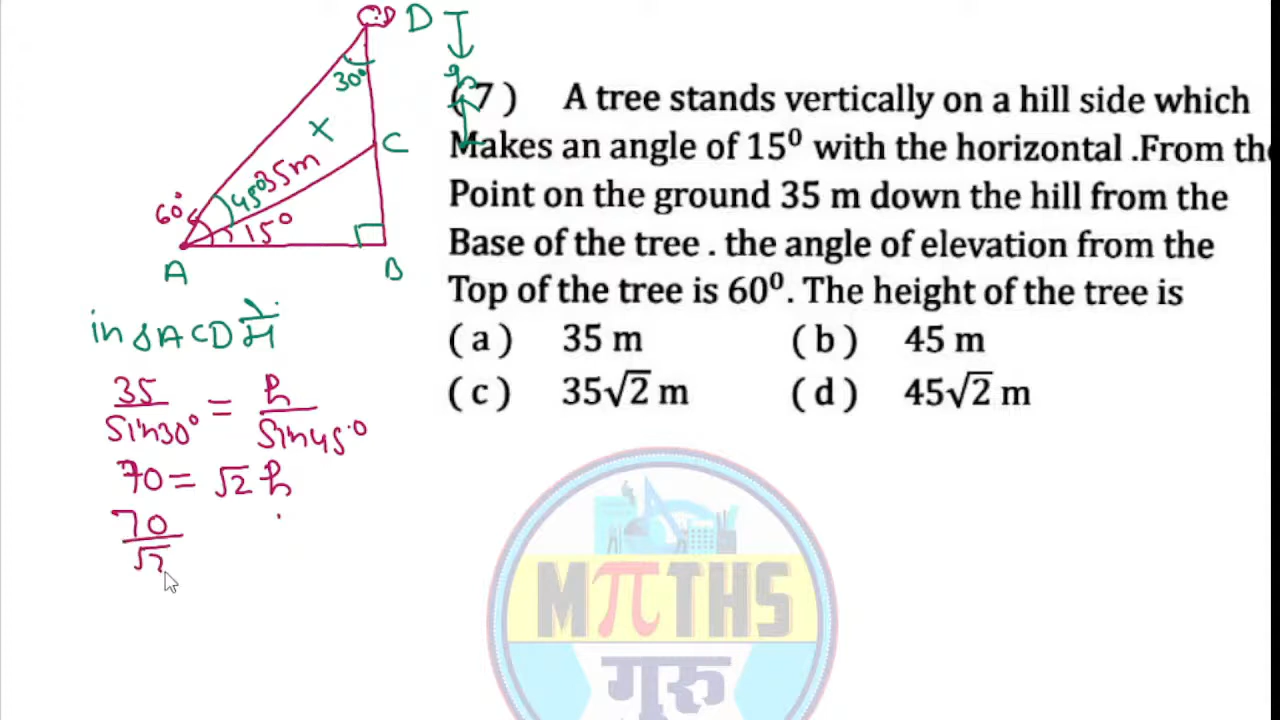 D
30°
x
C
35m
45°
60°
15°
A
B
h
in ΔACD में
35/Sin30° = h/Sin45°
70 = √2 h
70/√2
(7) A tree stands vertically on a hill side which
Makes an angle of 15⁰ with the horizontal .From the
Point on the ground 35 m down the hill from the
Base of the tree . the angle of elevation from the
Top of the tree is 60⁰. The height of the tree is
(a) 35 m (b) 45 m
(c) 35√2 m (d) 45√2 m
MπTHS
गुरु